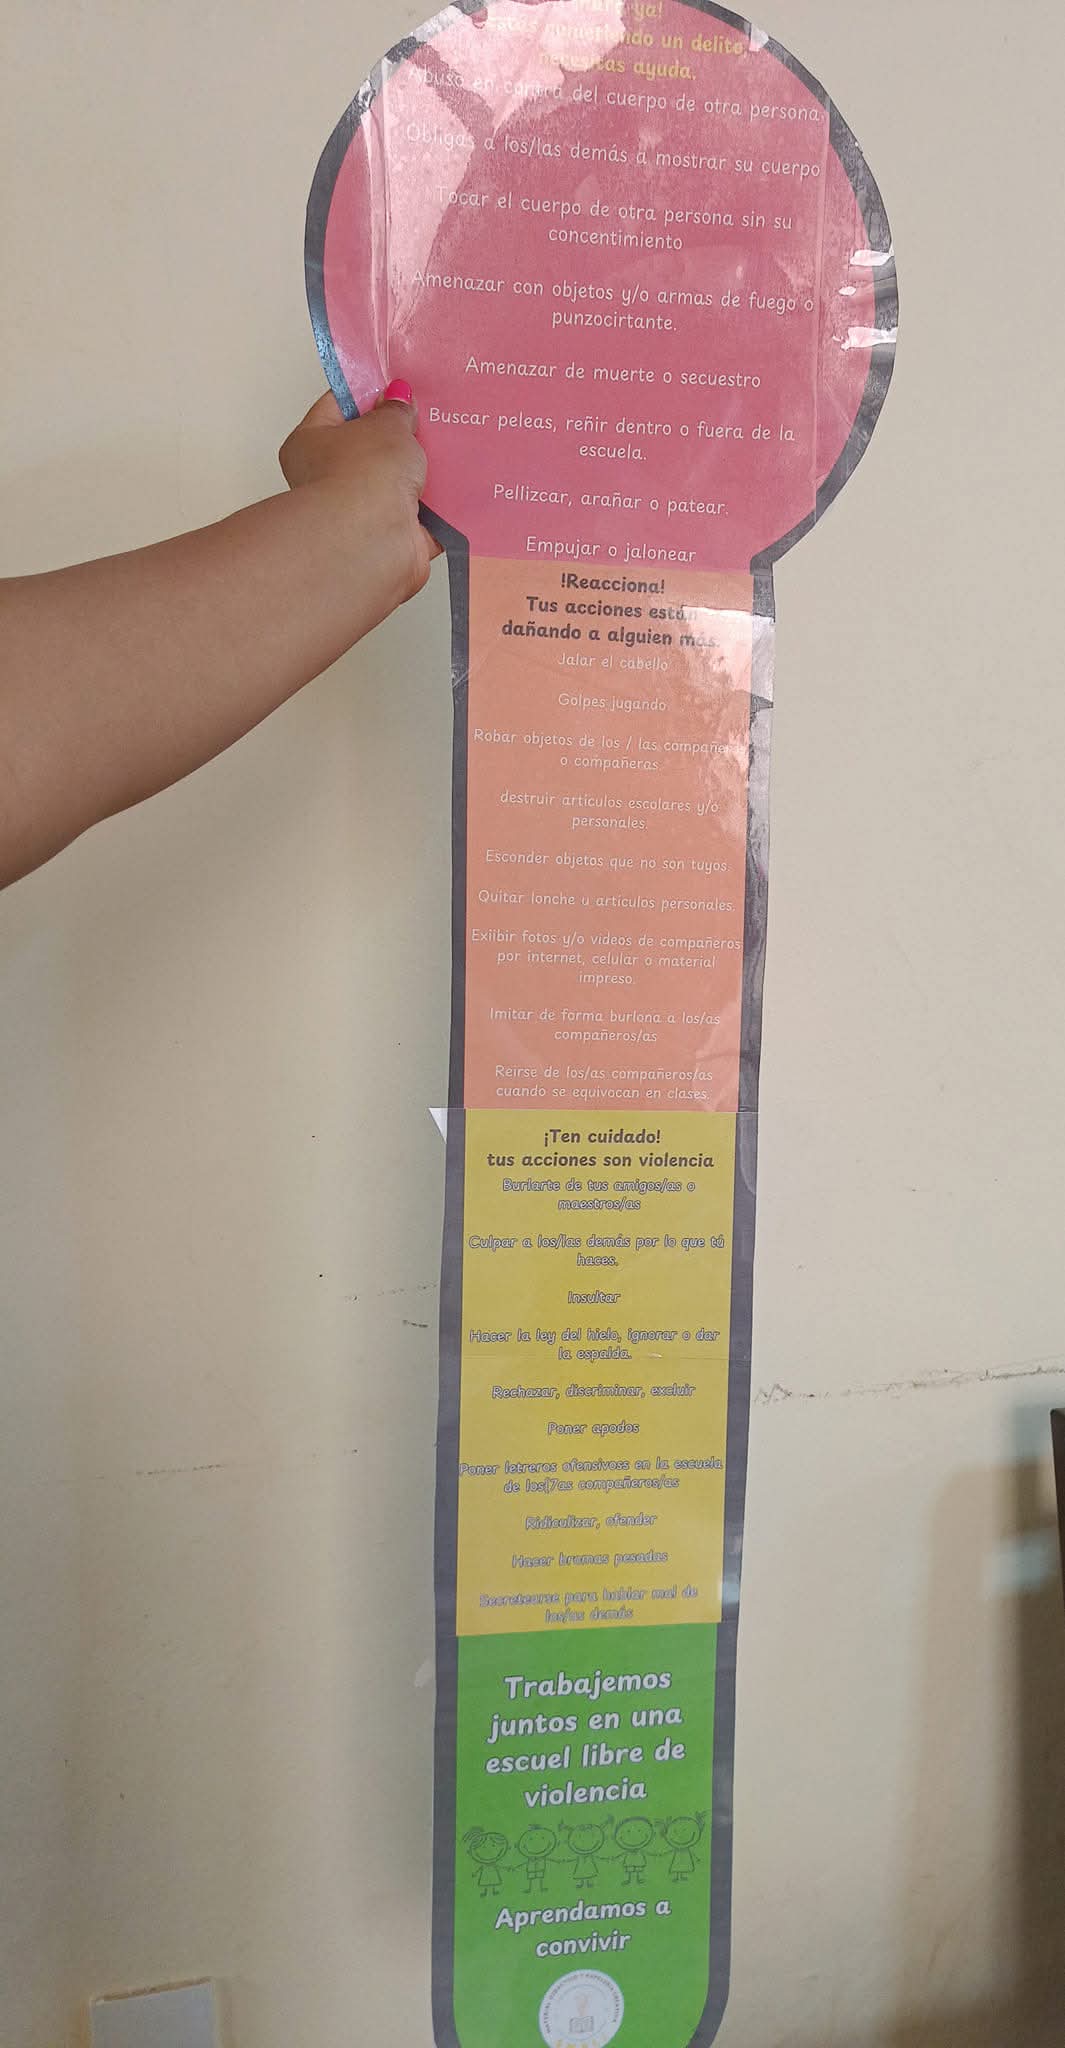 ya!
Estás cometiendo un delito,
necesitas ayuda.
Abuso en contra del cuerpo de otra persona
Obligas a los/las demás a mostrar su cuerpo
Tocar el cuerpo de otra persona sin su
concentimiento
Amenazar con objetos y/o armas de fuego o
punzocirtante.
Amenazar de muerte o secuestro
Buscar peleas, reñir dentro o fuera de la
escuela.
Pellizcar, arañar o patear.
Empujar o jalonear
!Reacciona!
Tus acciones están
dañando a alguien más.
Jalar el cabello
Golpes jugando
Robar objetos de los / las compañeros
o compañeras.
destruir artículos escolares y/o
personales.
Esconder objetos que no son tuyos.
Quitar lonche u artículos personales.
Exiibir fotos y/o videos de compañeros
por internet, celular o material
impreso.
Imitar de forma burlona a los/as
compañeros/as
Reirse de los/as compañeros/as
cuando se equivocan en clases.
¡Ten cuidado!
tus acciones son violencia
Burlarte de tus amigos/as o
maestros/as
Culpar a los/las demás por lo que tú
haces.
Insultar
Hacer la ley del hielo, ignorar o dar
la espalda.
Rechazar, discriminar, excluir
Poner apodos
Poner letreros ofensivoss en la escuela
de los{7as compañeros/as
Ridiculizar, ofender
Hacer bromas pesadas
Secretearse para hablar mal de
los/as demás
Trabajemos
juntos en una
escuel libre de
violencia
Aprendamos a
convivir
MATERIAL DIDÁCTICO Y PAPELERÍA CREATIVA